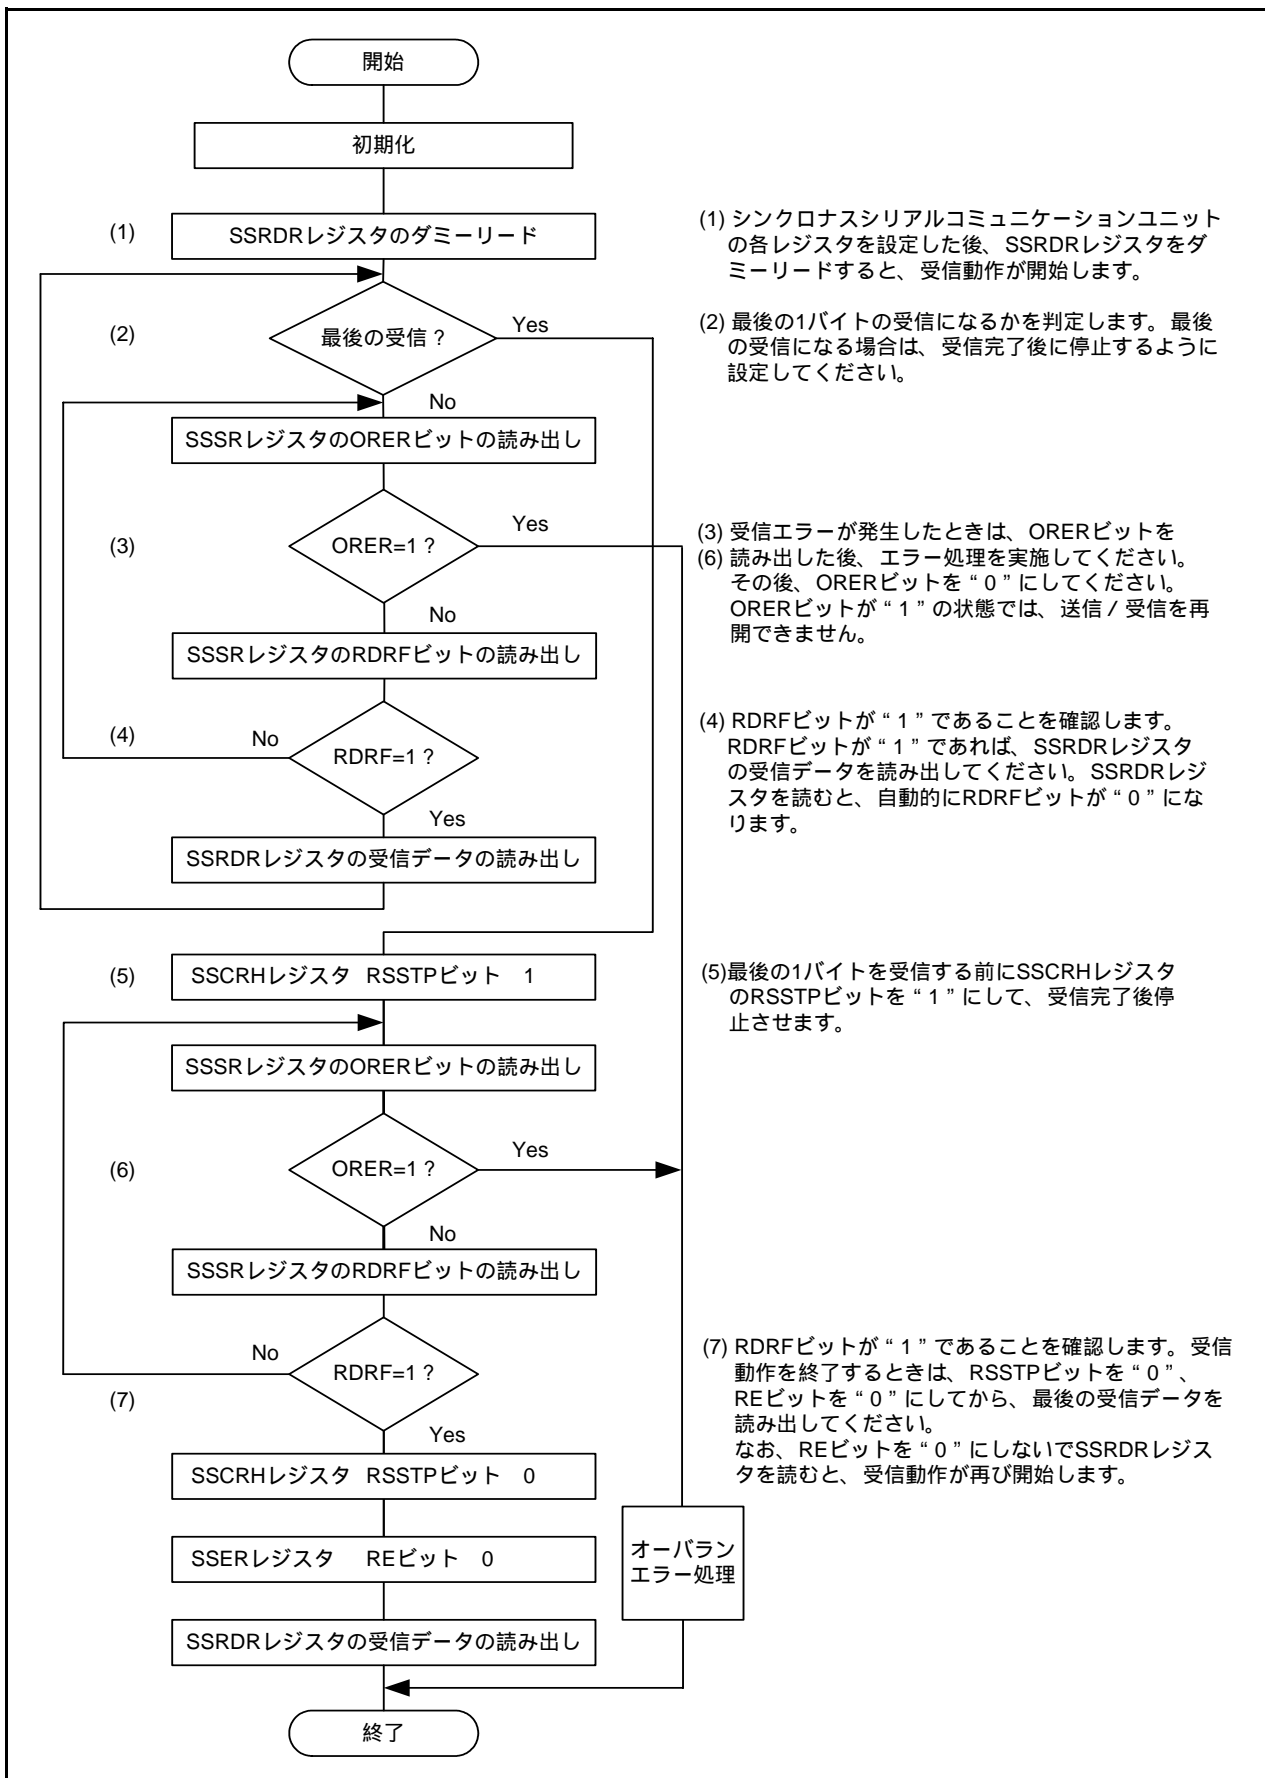 開始
初期化
(1)
SSRDRレジスタのダミーリード
(2)
最後の受信？
Yes
No
SSSRレジスタのORERビットの読み出し
(3)
ORER=1？
Yes
No
SSSRレジスタのRDRFビットの読み出し
(4)
No
RDRF=1？
Yes
SSRDRレジスタの受信データの読み出し
(5)
SSCRHレジスタ RSSTPビット 1
SSSRレジスタのORERビットの読み出し
(6)
ORER=1？
Yes
No
SSSRレジスタのRDRFビットの読み出し
No
RDRF=1？
(7)
Yes
SSCRHレジスタ RSSTPビット 0
SSERレジスタ REビット 0
SSRDRレジスタの受信データの読み出し
オーバラン
エラー処理
終了
(1) シンクロナスシリアルコミュニケーションユニット
の各レジスタを設定した後、SSRDRレジスタをダ
ミーリードすると、受信動作が開始します。
(2) 最後の1バイトの受信になるかを判定します。最後
の受信になる場合は、受信完了後に停止するように
設定してください。
(3) 受信エラーが発生したときは、ORERビットを
(6) 読み出した後、エラー処理を実施してください。
その後、ORERビットを“0”にしてください。
ORERビットが“1”の状態では、送信／受信を再
開できません。
(4) RDRFビットが“1”であることを確認します。
RDRFビットが“1”であれば、SSRDRレジスタ
の受信データを読み出してください。SSRDRレジ
スタを読むと、自動的にRDRFビットが“0”にな
ります。
(5)最後の1バイトを受信する前にSSCRHレジスタ
のRSSTPビットを“1”にして、受信完了後停
止させます。
(7) RDRFビットが“1”であることを確認します。受信
動作を終了するときは、RSSTPビットを“0”、
REビットを“0”にしてから、最後の受信データを
読み出してください。
なお、REビットを“0”にしないでSSRDRレジス
タを読むと、受信動作が再び開始します。